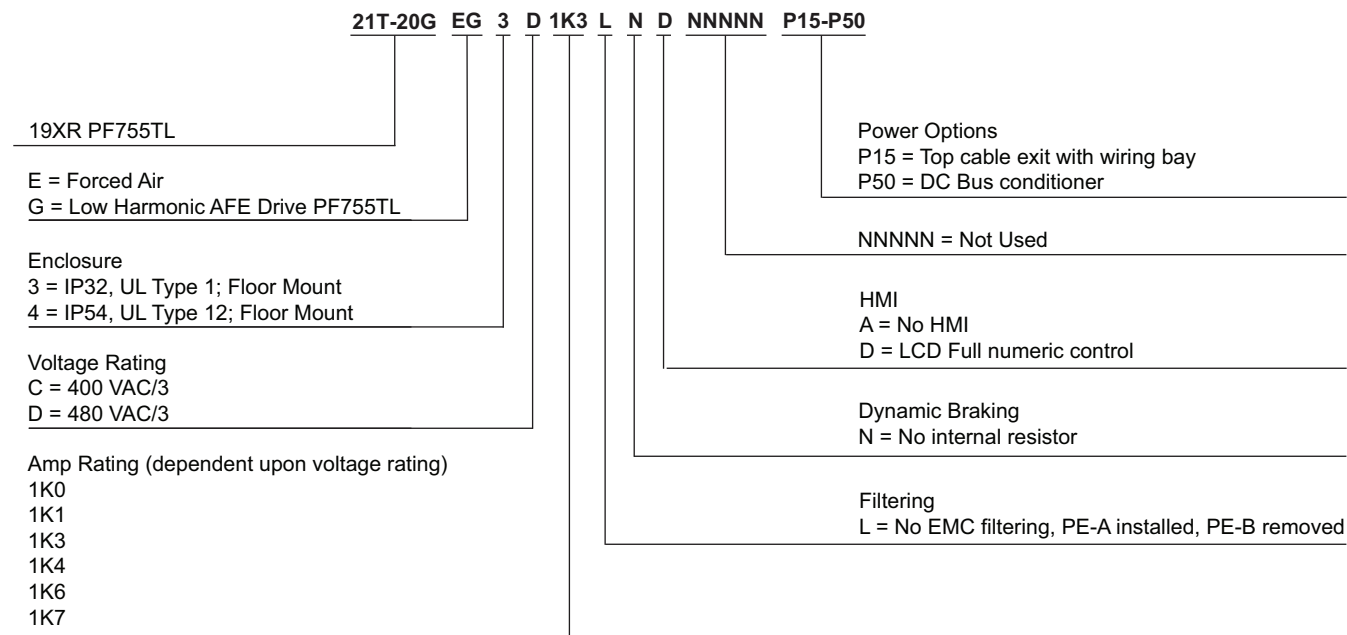 21T-20G EG 3 D 1K3 L N D NNNNN P15-P50
19XR PF755TL
E = Forced Air
G = Low Harmonic AFE Drive PF755TL
Enclosure
3 = IP32, UL Type 1; Floor Mount
4 = IP54, UL Type 12; Floor Mount
Voltage Rating
C = 400 VAC/3
D = 480 VAC/3
Amp Rating (dependent upon voltage rating)
1K0
1K1
1K3
1K4
1K6
1K7
Power Options
P15 = Top cable exit with wiring bay
P50 = DC Bus conditioner
NNNNN = Not Used
HMI
A = No HMI
D = LCD Full numeric control
Dynamic Braking
N = No internal resistor
Filtering
L = No EMC filtering, PE-A installed, PE-B removed